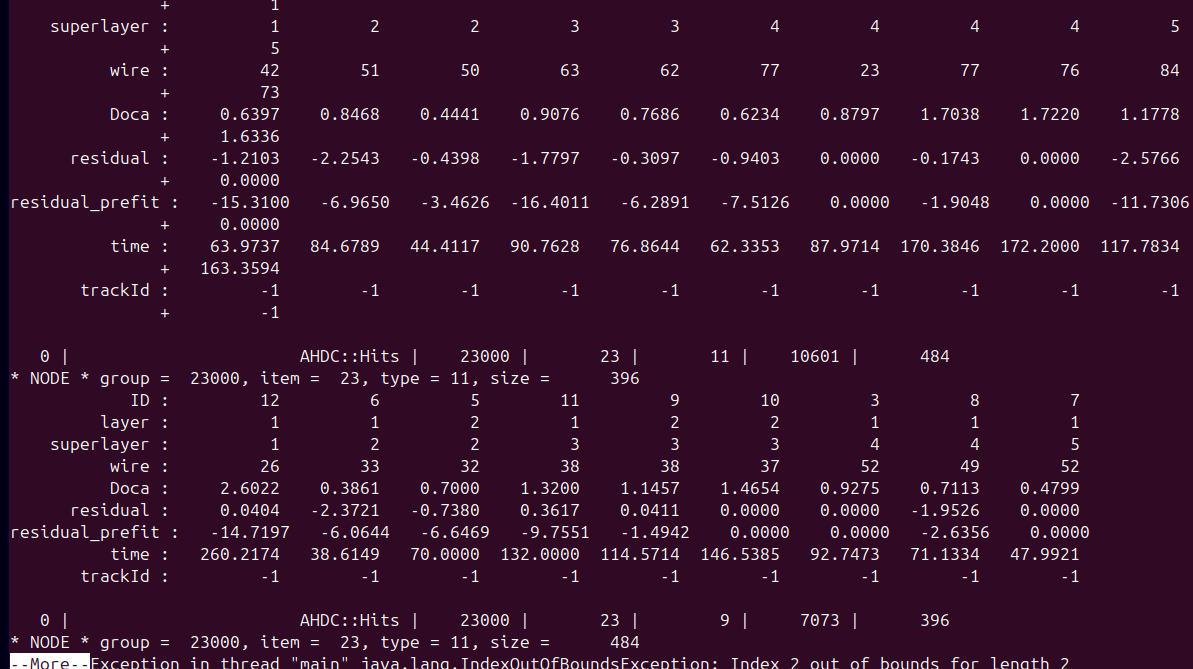 + 1
superlayer : 1 2 2 3 3 4 4 4 4 5
+ 5
wire : 42 51 50 63 62 77 23 77 76 84
+ 73
Doca : 0.6397 0.8468 0.4441 0.9076 0.7686 0.6234 0.8797 1.7038 1.7220 1.1778
+ 1.6336
residual : -1.2103 -2.2543 -0.4398 -1.7797 -0.3097 -0.9403 0.0000 -0.1743 0.0000 -2.5766
+ 0.0000
residual_prefit : -15.3100 -6.9650 -3.4626 -16.4011 -6.2891 -7.5126 0.0000 -1.9048 0.0000 -11.7306
+ 0.0000
time : 63.9737 84.6789 44.4117 90.7628 76.8644 62.3353 87.9714 170.3846 172.2000 117.7834
+ 163.3594
trackId : -1 -1 -1 -1 -1 -1 -1 -1 -1 -1
+ -1
0 | AHDC::Hits | 23000 | 23 | 11 | 10601 | 484
* NODE * group = 23000, item = 23, type = 11, size = 396
ID : 12 6 5 11 9 10 3 8 7
layer : 1 1 2 1 2 2 1 1 1
superlayer : 1 2 2 3 3 3 4 4 5
wire : 26 33 32 38 38 37 52 49 52
Doca : 2.6022 0.3861 0.7000 1.3200 1.1457 1.4654 0.9275 0.7113 0.4799
residual : 0.0404 -2.3721 -0.7380 0.3617 0.0411 0.0000 0.0000 -1.9526 0.0000
residual_prefit : -14.7197 -6.0644 -6.6469 -9.7551 -1.4942 0.0000 0.0000 -2.6356 0.0000
time : 260.2174 38.6149 70.0000 132.0000 114.5714 146.5385 92.7473 71.1334 47.9921
trackId : -1 -1 -1 -1 -1 -1 -1 -1 -1
0 | AHDC::Hits | 23000 | 23 | 9 | 7073 | 396
* NODE * group = 23000, item = 23, type = 11, size = 484
--More--Exception in thread "main" java.lang.IndexOutOfBoundsException: Index 2 out of bounds for length 2